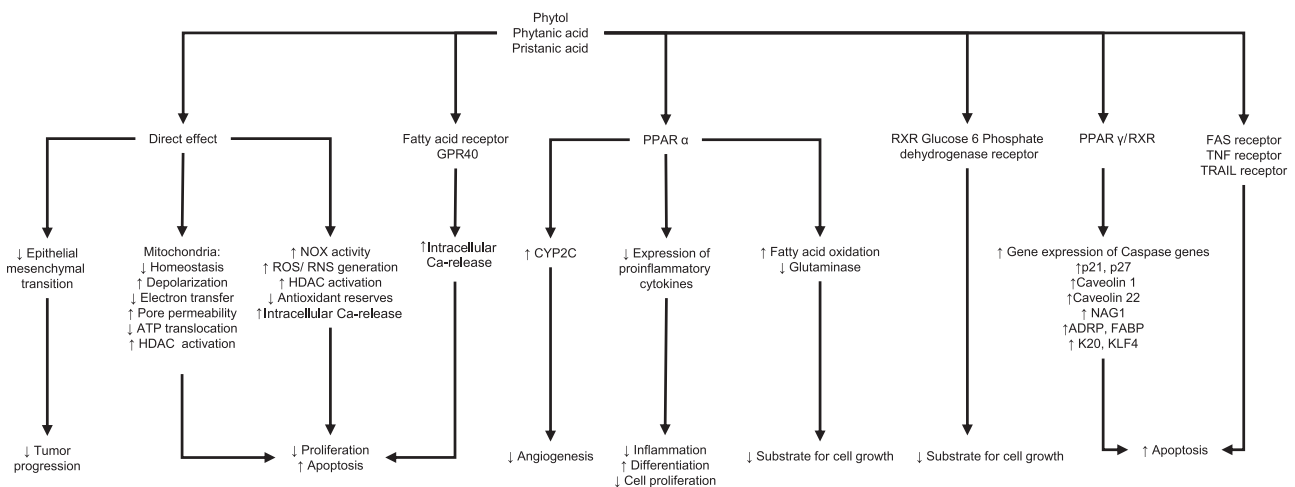 Phytol
Phytanic acid
Pristanic acid
Direct effect
Fatty acid receptor
GPR40
PPAR α
RXR Glucose 6 Phosphate
dehydrogenase receptor
PPAR γ/RXR
FAS receptor
TNF receptor
TRAIL receptor
↓ Epithelial
mesenchymal
transition
Mitochondria:
↓ Homeostasis
↑ Depolarization
↓ Electron transfer
↑ Pore permeability
↓ ATP translocation
↑ HDAC activation
↑ NOX activity
↑ ROS/ RNS generation
↑ HDAC activation
↓ Antioxidant reserves
↑Intracellular Ca-release
↑Intracellular
Ca-release
↑ CYP2C
↓ Expression of
proinflammatory
cytokines
↑ Fatty acid oxidation
↓ Glutaminase
↑ Gene expression of Caspase genes
↑p21, p27
↑Caveolin 1
↑Caveolin 22
↑ NAG1
↑ADRP, FABP
↑ K20, KLF4
↓ Tumor
progression
↓ Proliferation
↑ Apoptosis
↓ Angiogenesis
↓ Inflammation
↑ Differentiation
↓ Cell proliferation
↓ Substrate for cell growth
↓ Substrate for cell growth
↑ Apoptosis